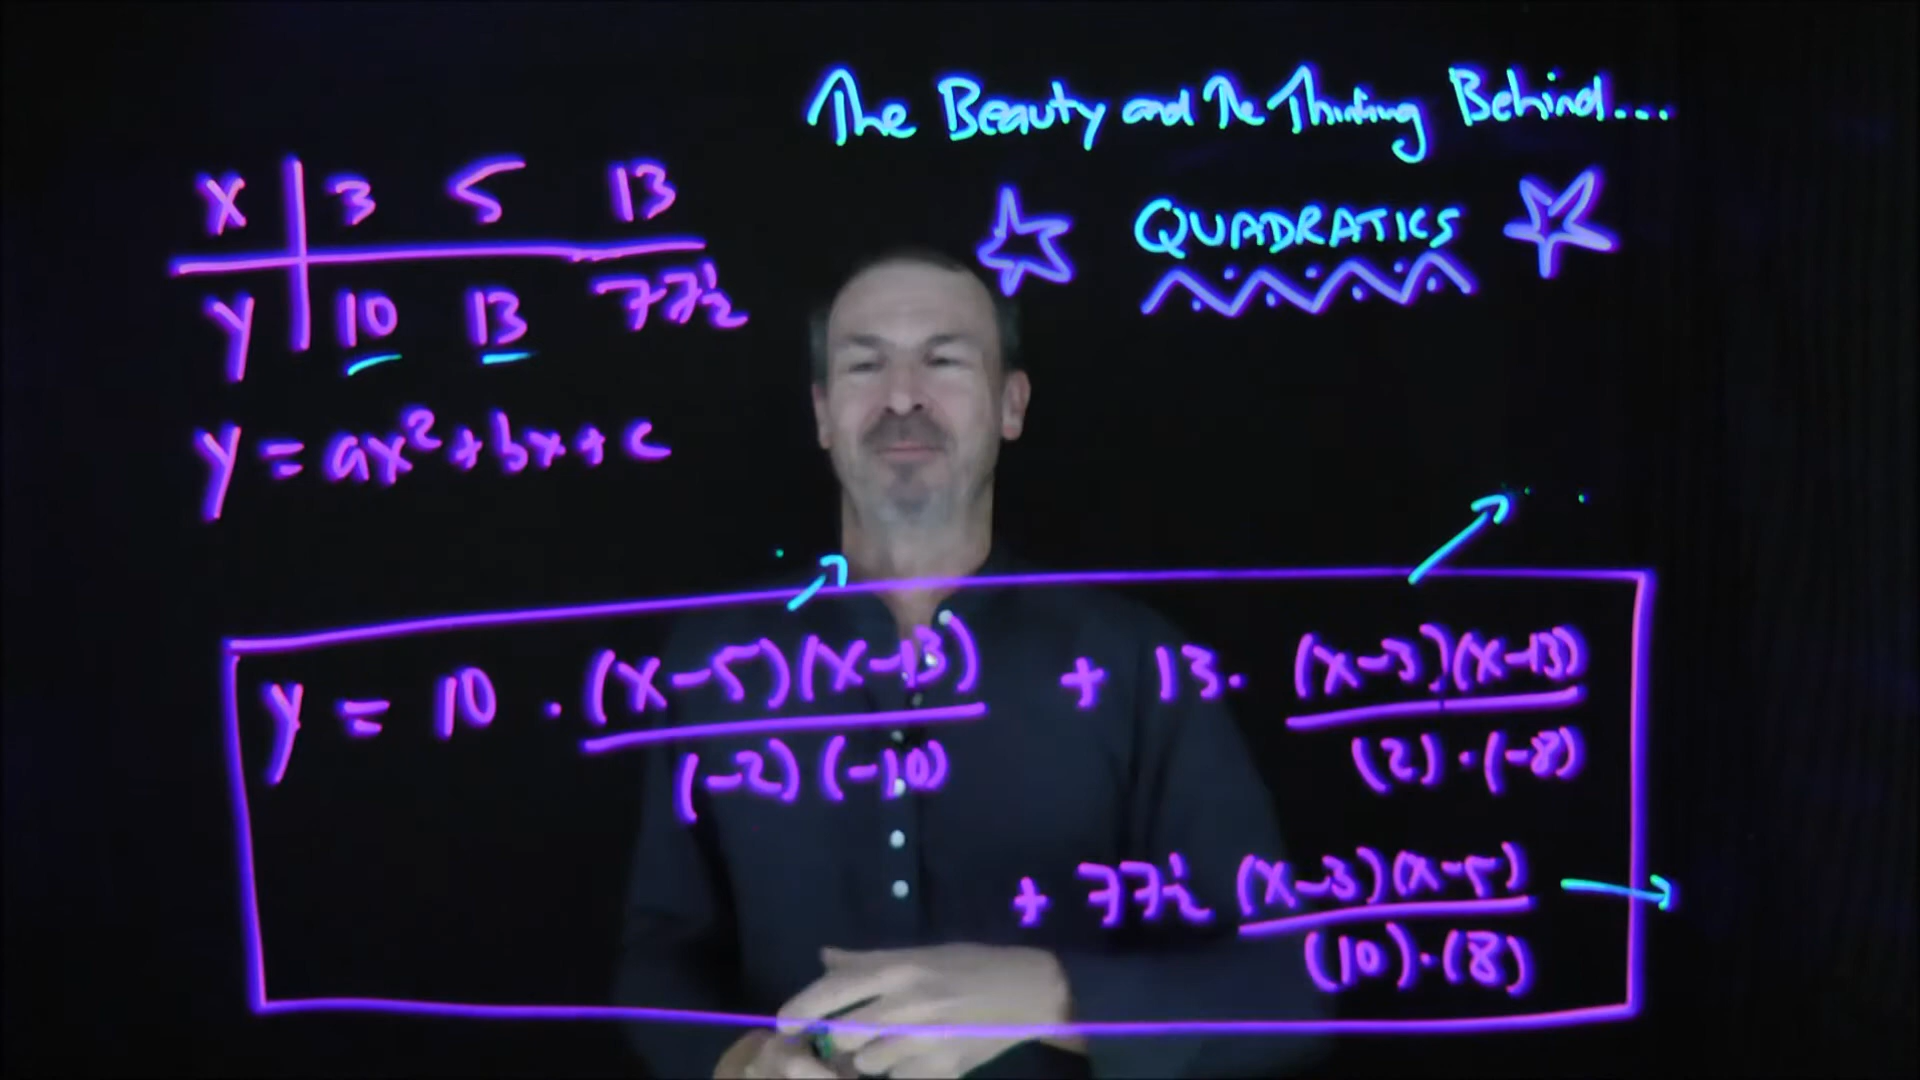 The Beauty and The Thinking Behind...
QUADRATICS
x | 3 5 13
y | 10 13 77½
y = ax² + bx + c
y = 10 · (x-5)(x-13) / (-2)(-10) + 13 · (x-3)(x-13) / (2)·(-8)
+ 77½ (x-3)(x-5) / (10)·(8)